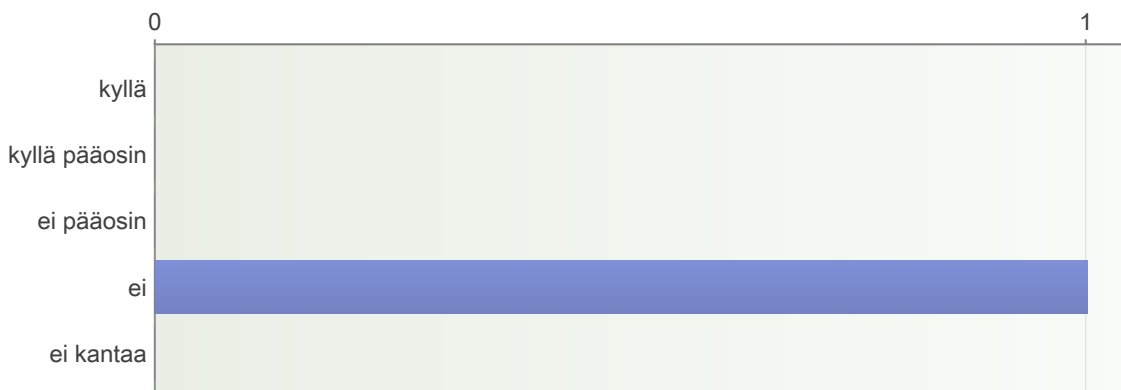 0 1
kyllä
kyllä pääosin
ei pääosin
ei
ei kantaa